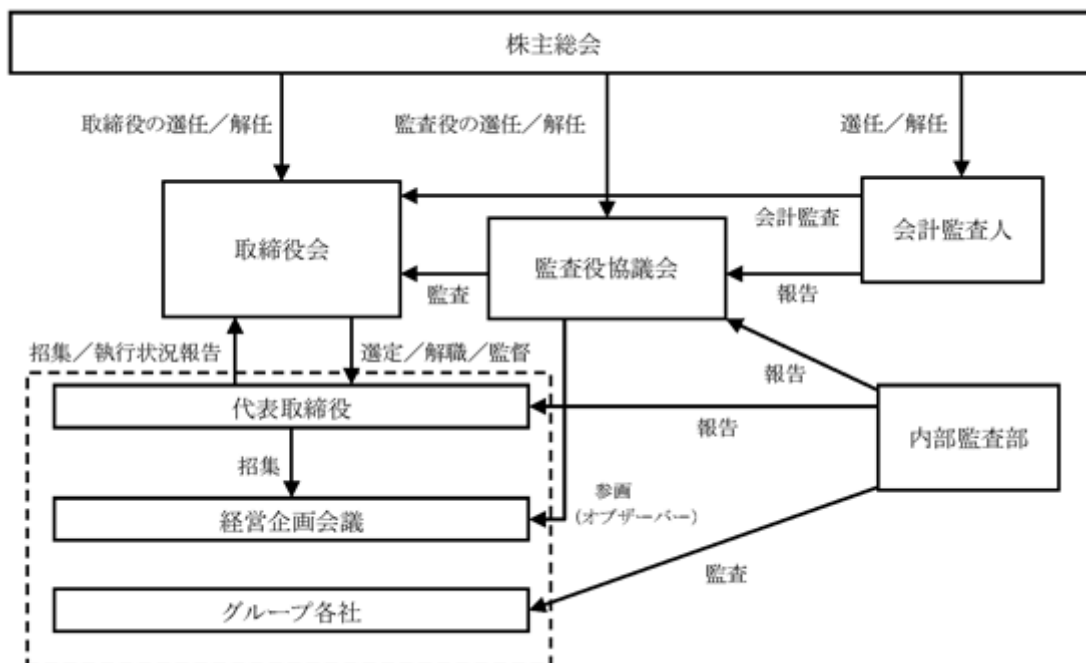 株主総会
取締役の選任／解任
監査役の選任／解任
選任／解任
取締役会
会計監査
会計監査人
監査役協議会
監査
報告
招集／執行状況報告
選定／解職／監督
報告
代表取締役
報告
内部監査部
招集
経営企画会議
参画
(オブザーバー)
監査
グループ各社